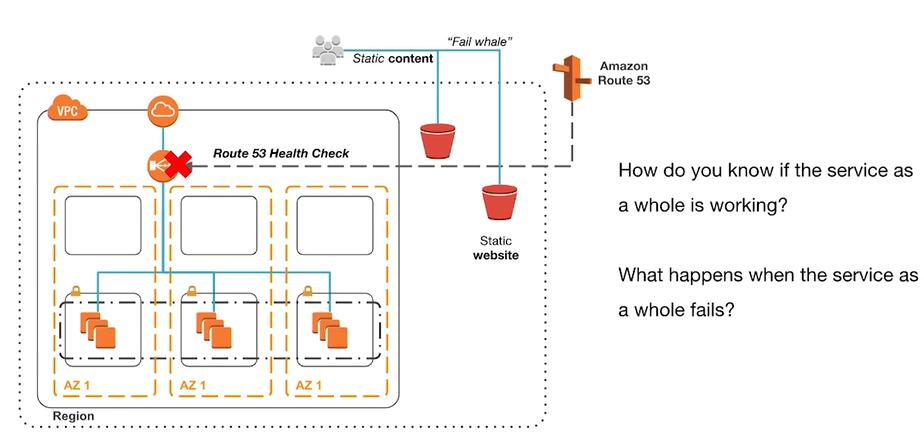 “Fail whale”
Static content
Amazon
Route 53
VPC
Route 53 Health Check
How do you know if the service as
a whole is working?
Static
website
What happens when the service as
a whole fails?
AZ 1
AZ 1
AZ 1
Region